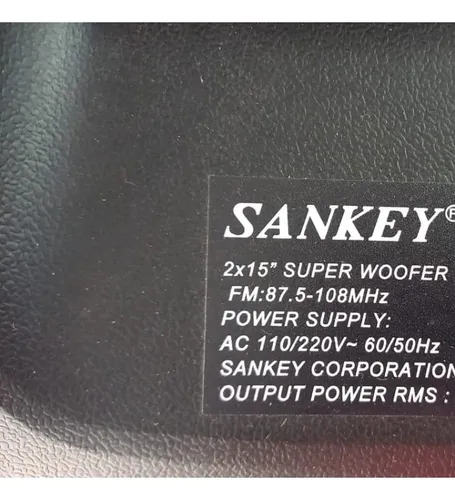 SANKEY®
2x15” SUPER WOOFER
FM:87.5-108MHz
POWER SUPPLY:
AC 110/220V~ 60/50Hz
SANKEY CORPORATION
OUTPUT POWER RMS :